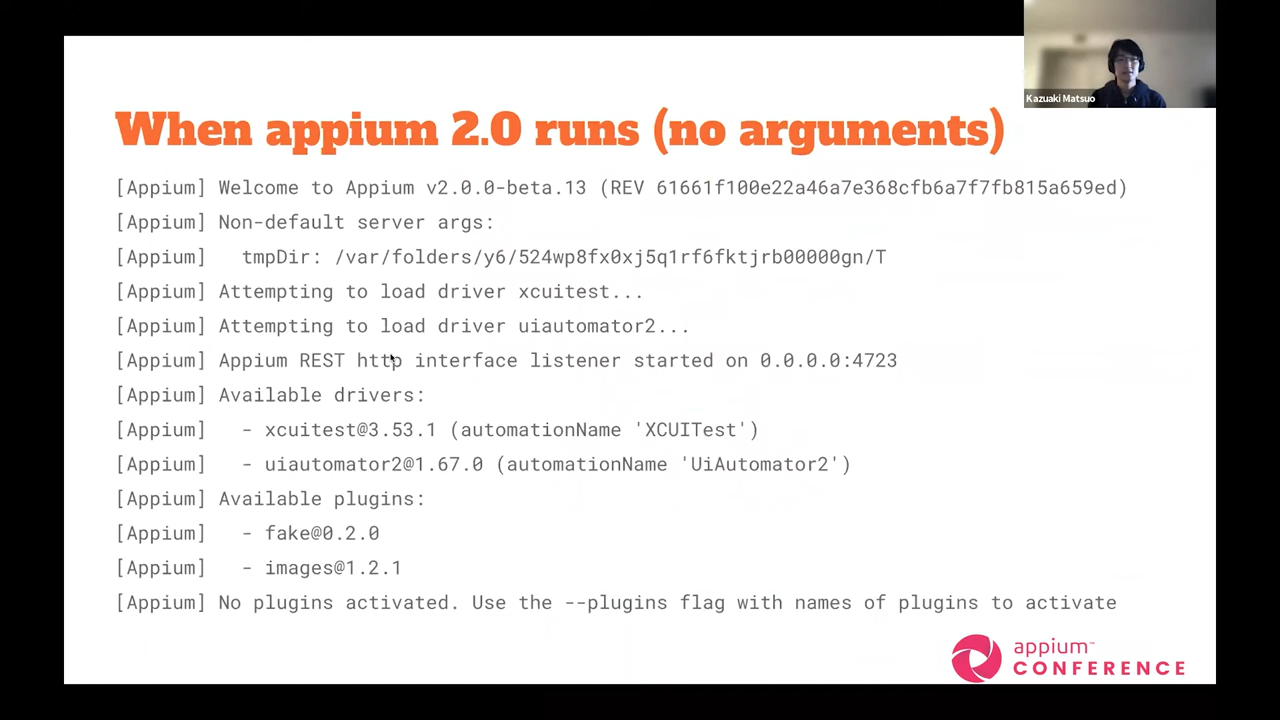 Kazuaki Matsuo
When appium 2.0 runs (no arguments)
[Appium] Welcome to Appium v2.0.0-beta.13 (REV 61661f100e22a46a7e368cfb6a7f7fb815a659ed)
[Appium] Non-default server args:
[Appium]   tmpDir: /var/folders/y6/524wp8fx0xj5q1rf6fktjrb00000gn/T
[Appium] Attempting to load driver xcuitest...
[Appium] Attempting to load driver uiautomator2...
[Appium] Appium REST http interface listener started on 0.0.0.0:4723
[Appium] Available drivers:
[Appium]   - xcuitest@3.53.1 (automationName 'XCUITest')
[Appium]   - uiautomator2@1.67.0 (automationName 'UiAutomator2')
[Appium] Available plugins:
[Appium]   - fake@0.2.0
[Appium]   - images@1.2.1
[Appium] No plugins activated. Use the --plugins flag with names of plugins to activate
appium™
CONFERENCE